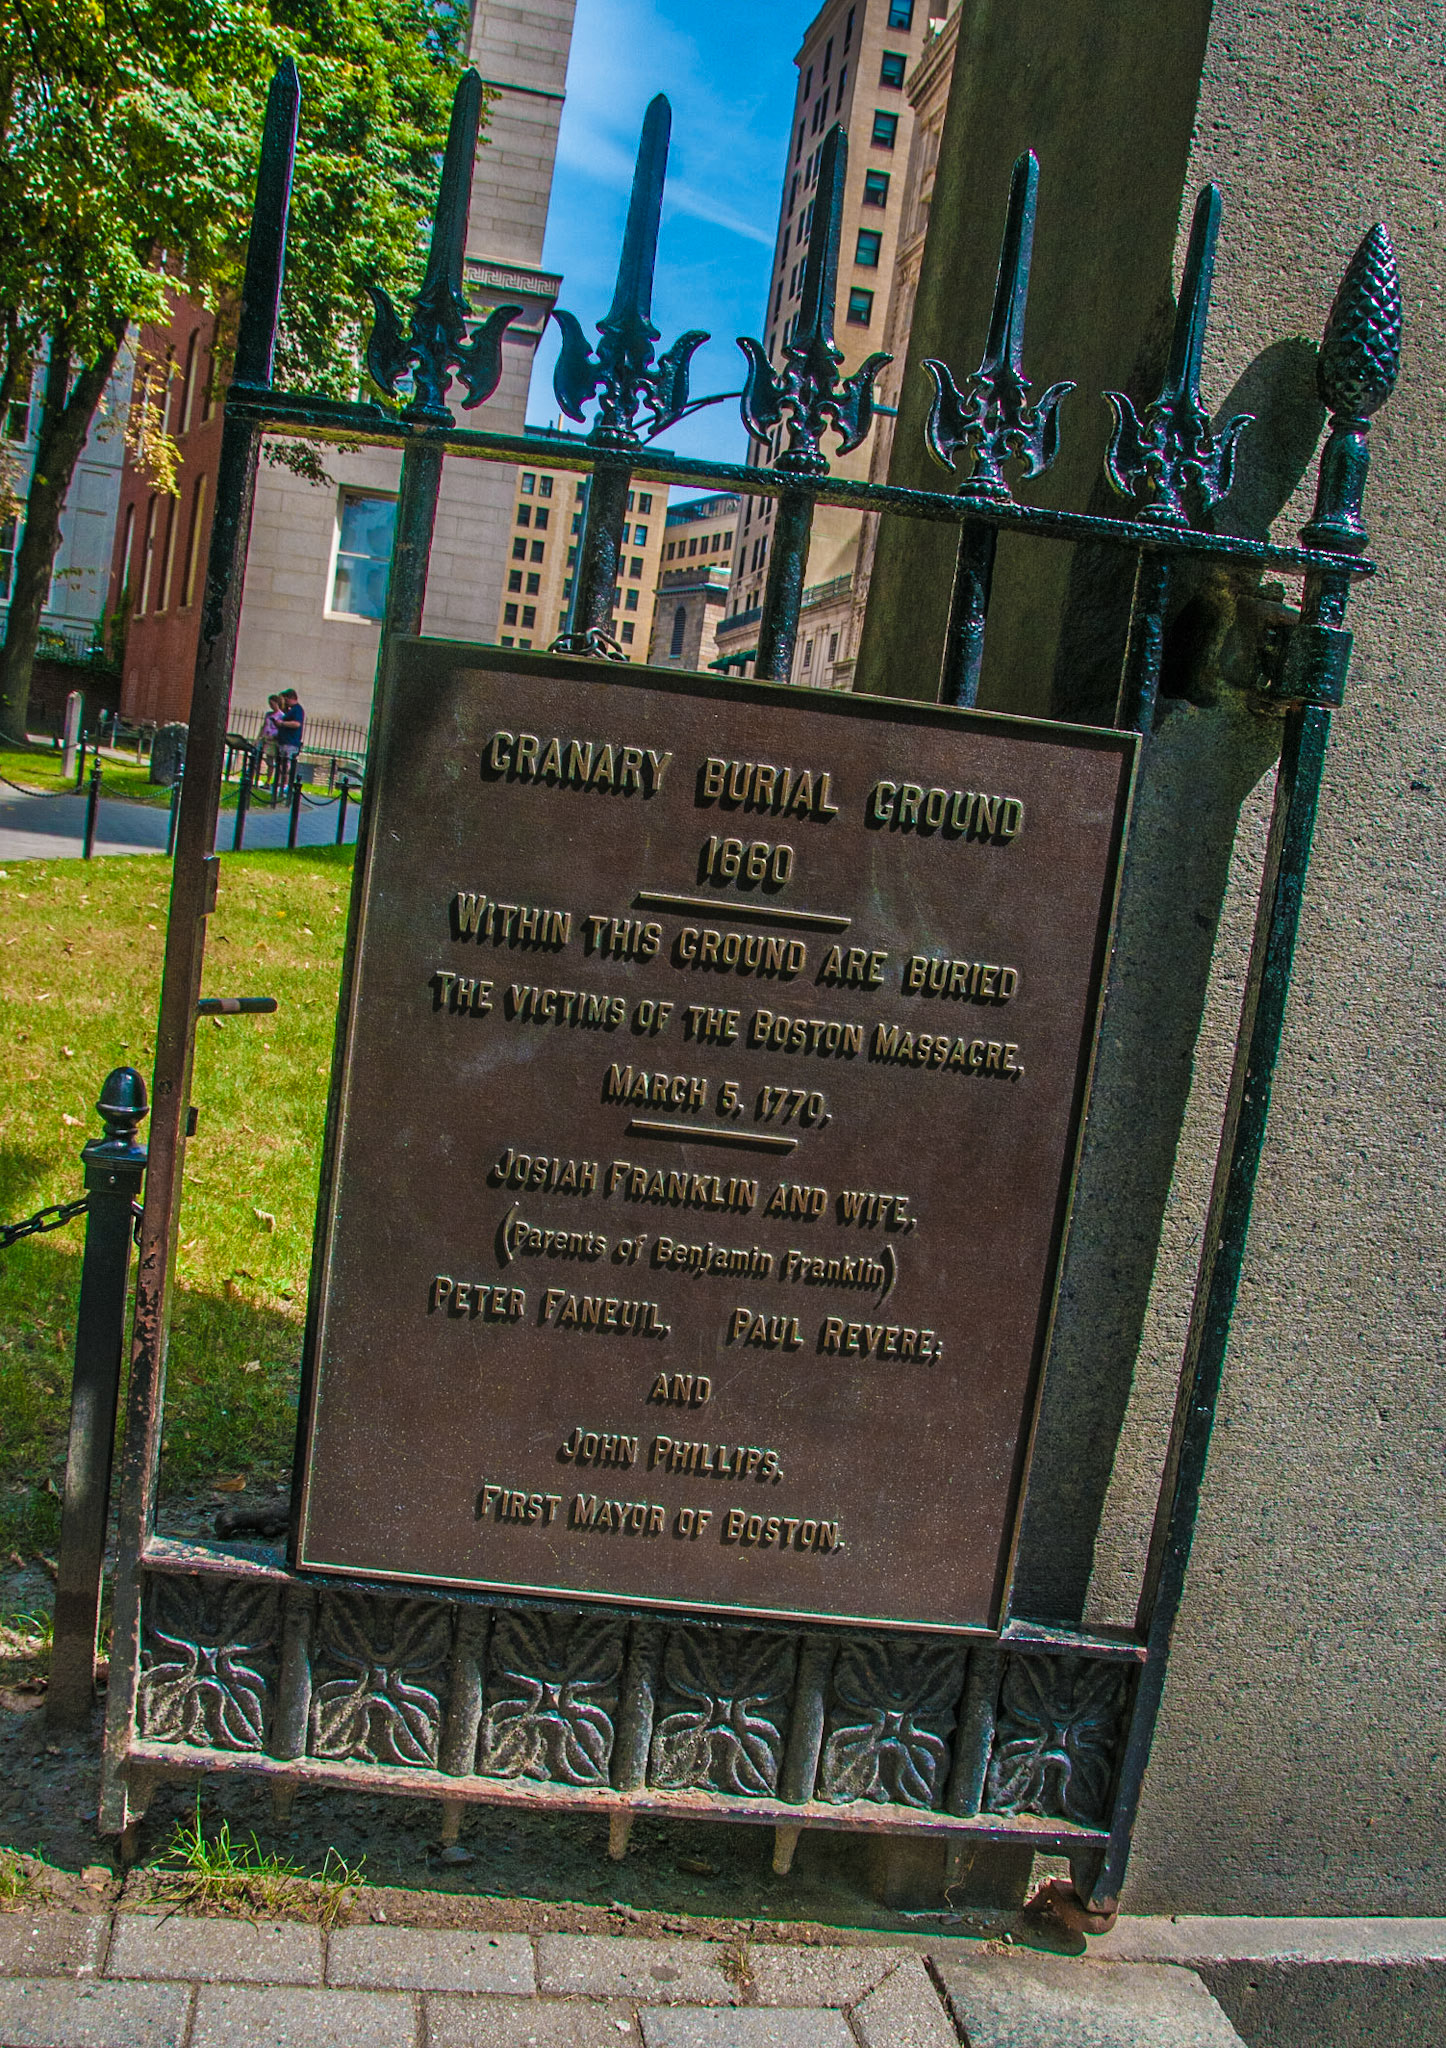 GRANARY BURIAL GROUND
1660
WITHIN THIS GROUND ARE BURIED
THE VICTIMS OF THE BOSTON MASSACRE,
MARCH 5, 1770,
JOSIAH FRANKLIN AND WIFE,
(Parents of Benjamin Franklin)
PETER FANEUIL, PAUL REVERE;
AND
JOHN PHILLIPS,
FIRST MAYOR OF BOSTON.